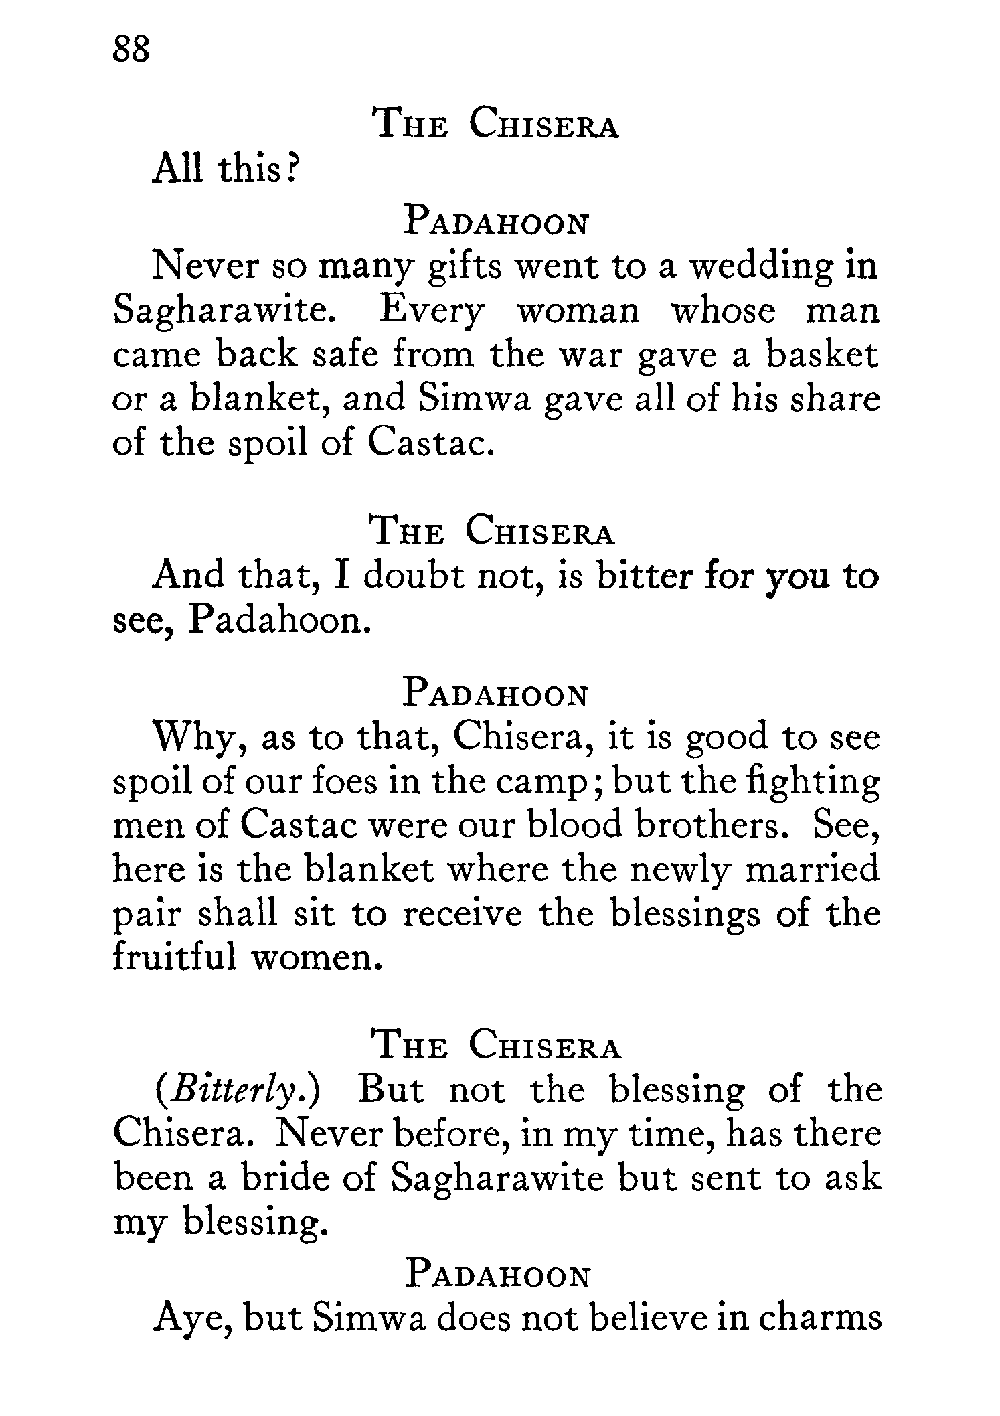 88
The Chisera
All this?
Padahoon
Never so many gifts went to a wedding in
Sagharawite. Every woman whose man
came back safe from the war gave a basket
or a blanket, and Simwa gave all of his share
of the spoil of Castac.
The Chisera
And that, I doubt not, is bitter for you to
see, Padahoon.
Padahoon
Why, as to that, Chisera, it is good to see
spoil of our foes in the camp; but the fighting
men of Castac were our blood brothers. See,
here is the blanket where the newly married
pair shall sit to receive the blessings of the
fruitful women.
The Chisera
(Bitterly.) But not the blessing of the
Chisera. Never before, in my time, has there
been a bride of Sagharawite but sent to ask
my blessing.
Padahoon
Aye, but Simwa does not believe in charms